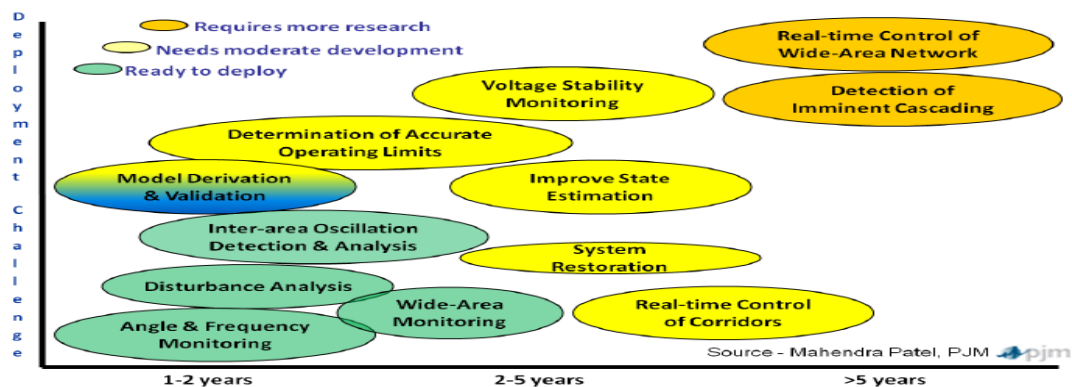 Deployment Challenge
Requires more research
Needs moderate development
Ready to deploy
Real-time Control of
Wide-Area Network
Voltage Stability
Monitoring
Detection of
Imminent Cascading
Determination of Accurate
Operating Limits
Model Derivation
& Validation
Improve State
Estimation
Inter-area Oscillation
Detection & Analysis
System
Restoration
Disturbance Analysis
Wide-Area
Monitoring
Real-time Control
of Corridors
Angle & Frequency
Monitoring
Source - Mahendra Patel, PJM
pjm
1-2 years
2-5 years
>5 years